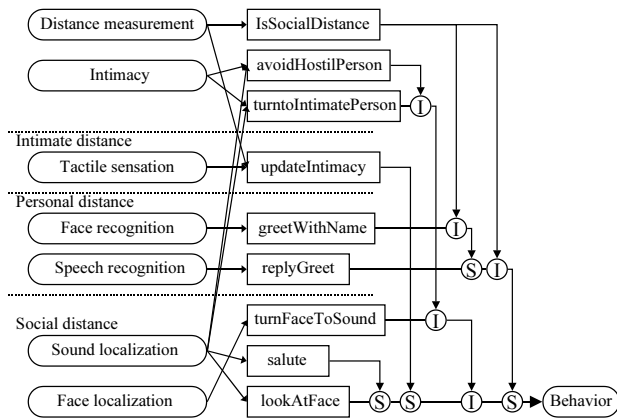 Distance measurement
IsSocialDistance
Intimacy
avoidHostilPerson
turntoIntimatePerson
I
Intimate distance
Tactile sensation
updateIntimacy
Personal distance
Face recognition
greetWithName
I
Speech recognition
replyGreet
S
I
Social distance
turnFaceToSound
I
Sound localization
salute
Face localization
lookAtFace
S
S
I
S
Behavior